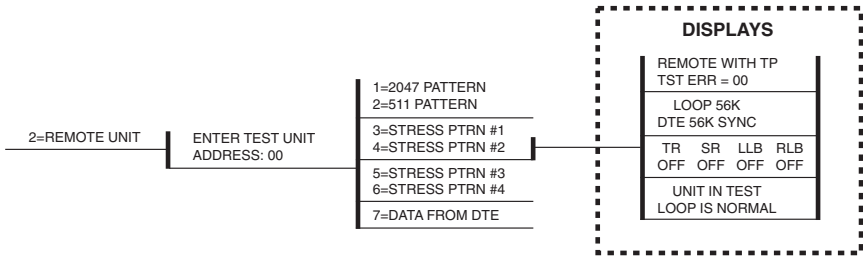 2=REMOTE UNIT
ENTER TEST UNIT
ADDRESS: 00
1=2047 PATTERN
2=511 PATTERN
3=STRESS PTRN #1
4=STRESS PTRN #2
5=STRESS PTRN #3
6=STRESS PTRN #4
7=DATA FROM DTE
DISPLAYS
REMOTE WITH TP
TST ERR = 00
LOOP 56K
DTE 56K SYNC
TR SR LLB RLB
OFF OFF OFF OFF
UNIT IN TEST
LOOP IS NORMAL